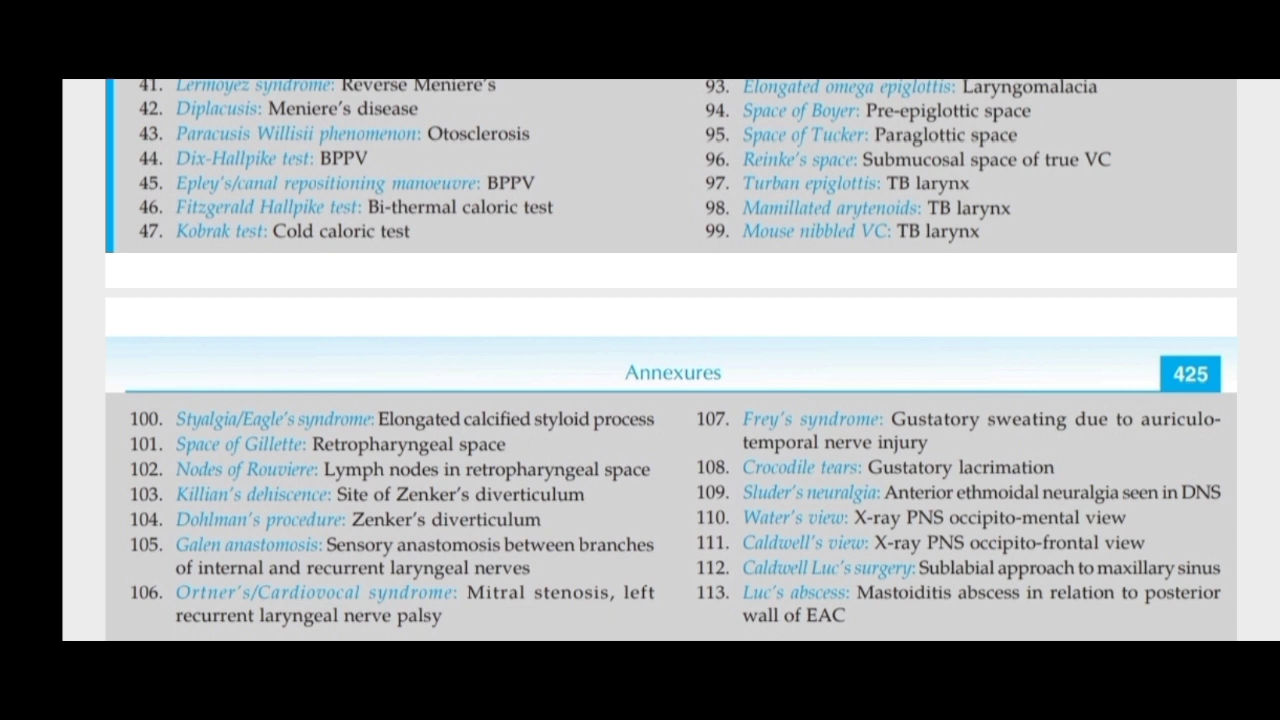 41. Lermoyez syndrome: Reverse Meniere's
42. Diplacusis: Meniere's disease
43. Paracusis Willisii phenomenon: Otosclerosis
44. Dix-Hallpike test: BPPV
45. Epley's/canal repositioning manoeuvre: BPPV
46. Fitzgerald Hallpike test: Bi-thermal caloric test
47. Kobrak test: Cold caloric test
93. Elongated omega epiglottis: Laryngomalacia
94. Space of Boyer: Pre-epiglottic space
95. Space of Tucker: Paraglottic space
96. Reinke's space: Submucosal space of true VC
97. Turban epiglottis: TB larynx
98. Mamillated arytenoids: TB larynx
99. Mouse nibbled VC: TB larynx
Annexures
425
100. Styalgia/Eagle's syndrome: Elongated calcified styloid process
101. Space of Gillette: Retropharyngeal space
102. Nodes of Rouviere: Lymph nodes in retropharyngeal space
103. Killian's dehiscence: Site of Zenker's diverticulum
104. Dohlman's procedure: Zenker's diverticulum
105. Galen anastomosis: Sensory anastomosis between branches
of internal and recurrent laryngeal nerves
106. Ortner's/Cardiovocal syndrome: Mitral stenosis, left
recurrent laryngeal nerve palsy
107. Frey's syndrome: Gustatory sweating due to auriculo-
temporal nerve injury
108. Crocodile tears: Gustatory lacrimation
109. Sluder's neuralgia: Anterior ethmoidal neuralgia seen in DNS
110. Water's view: X-ray PNS occipito-mental view
111. Caldwell's view: X-ray PNS occipito-frontal view
112. Caldwell Luc's surgery: Sublabial approach to maxillary sinus
113. Luc's abscess: Mastoiditis abscess in relation to posterior
wall of EAC